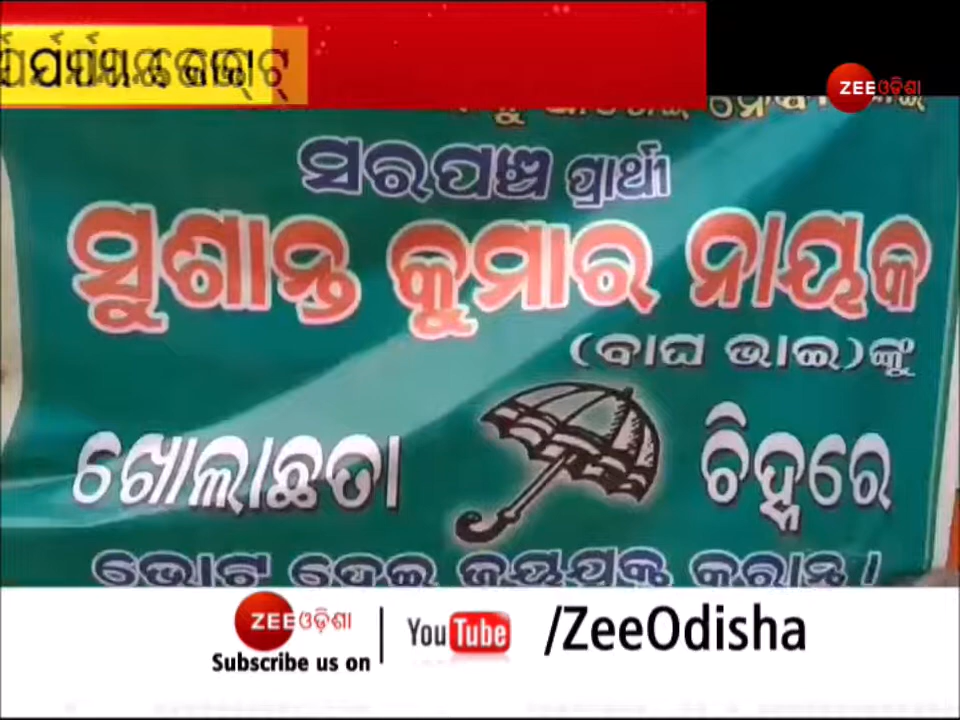 ZEE ଓଡ଼ିଶା
ସରପଞ୍ଚ ପ୍ରାର୍ଥୀ
ସୁଶାନ୍ତ କୁମାର ନାୟକ
(ବାଘ ଭାଇ)ଙ୍କୁ
ଖୋଲାଛତା ଚିହ୍ନରେ
ଭୋଟ ଦେଇ ଜୟଯୁକ୍ତ କରାନ୍ତୁ।
ZEE ଓଡ଼ିଶା
YouTube /ZeeOdisha
Subscribe us on